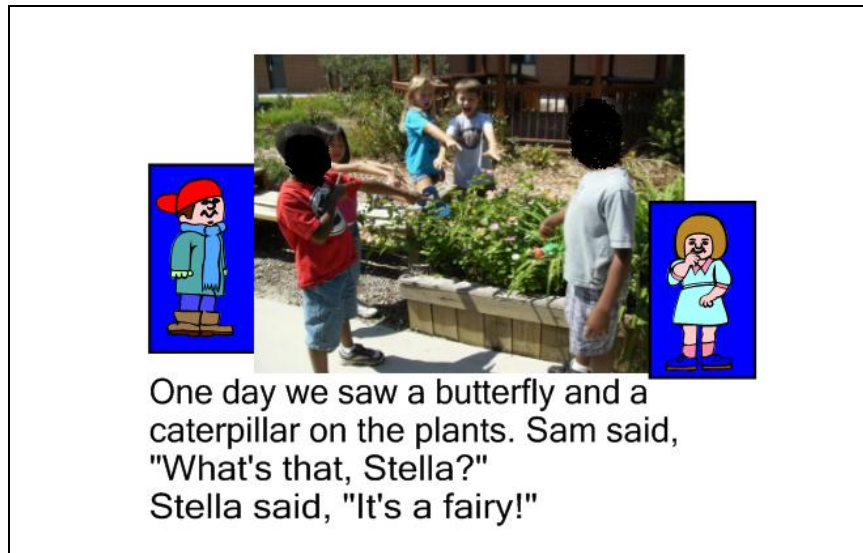 One day we saw a butterfly and a
caterpillar on the plants. Sam said,
"What's that, Stella?"
Stella said, "It's a fairy!"